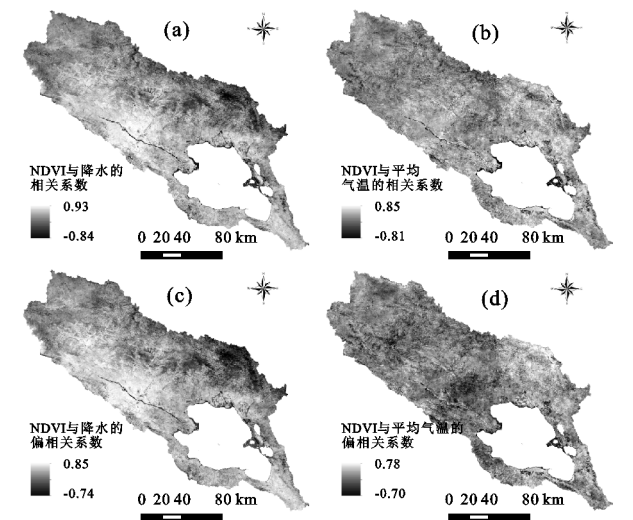 (a)
NDVI与降水的
相关系数
0.93
-0.84
0 20 40 80 km
(b)
NDVI与平均
气温的相关系数
0.85
-0.81
0 20 40 80 km
(c)
NDVI与降水的
偏相关系数
0.85
-0.74
0 20 40 80 km
(d)
NDVI与平均气温的
偏相关系数
0.78
-0.70
0 20 40 80 km